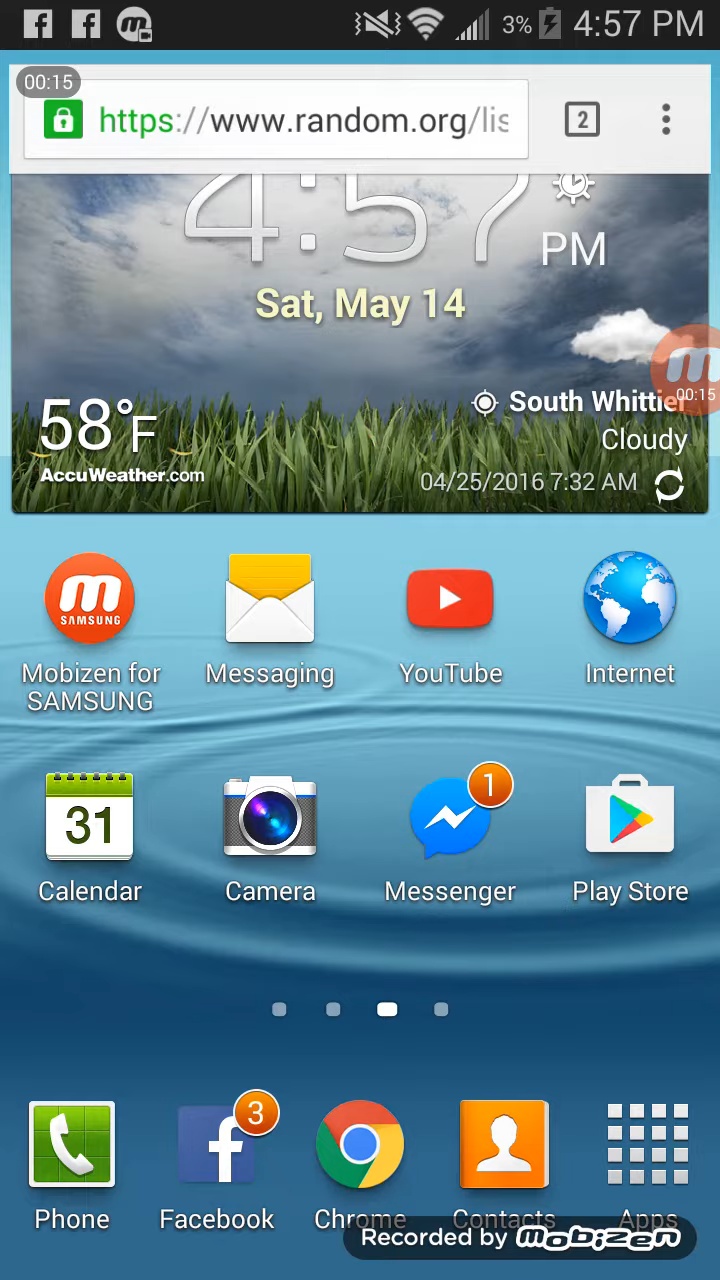 3% 4:57 PM
00:15
https://www.random.org/lis
2
4:57 PM
Sat, May 14
58°F
South Whittier
00:15
Cloudy
AccuWeather.com
04/25/2016 7:32 AM
m SAMSUNG
Mobizen for SAMSUNG
Messaging
YouTube
Internet
31
1
Calendar
Camera
Messenger
Play Store
3
Phone
Facebook
Chrome
Contacts
Apps
Recorded by mobizen